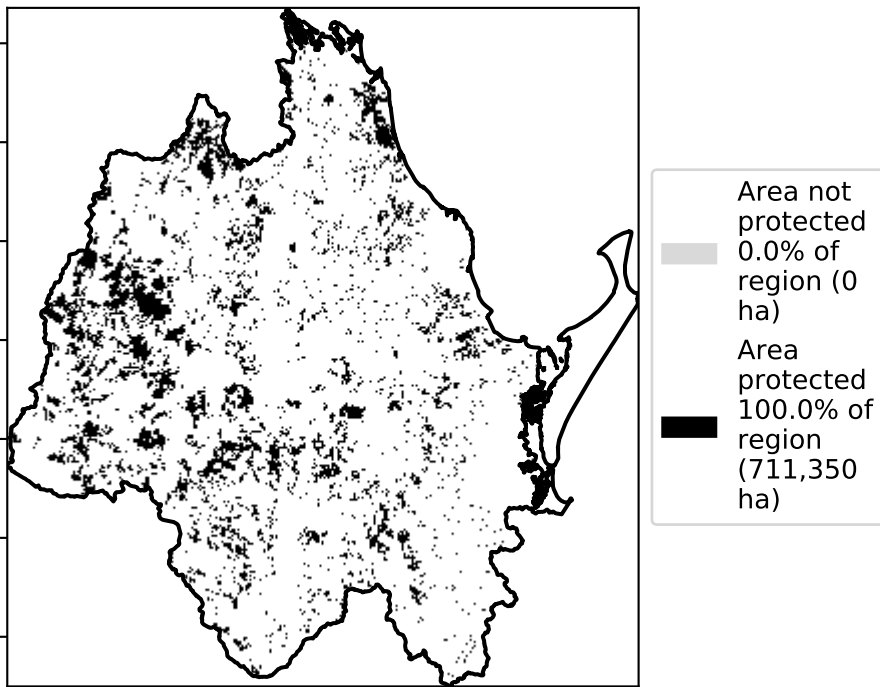 Area not
protected
0.0% of
region (0
ha)
Area
protected
100.0% of
region
(711,350
ha)